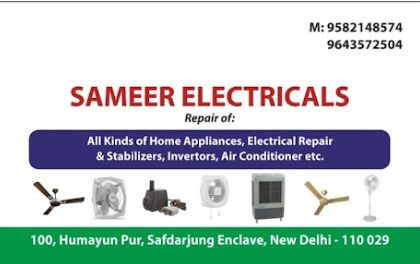 M: 9582148574
9643572504
SAMEER ELECTRICALS
Repair of:
All Kinds of Home Appliances, Electrical Repair
& Stabilizers, Invertors, Air Conditioner etc.
100, Humayun Pur, Safdarjung Enclave, New Delhi - 110 029